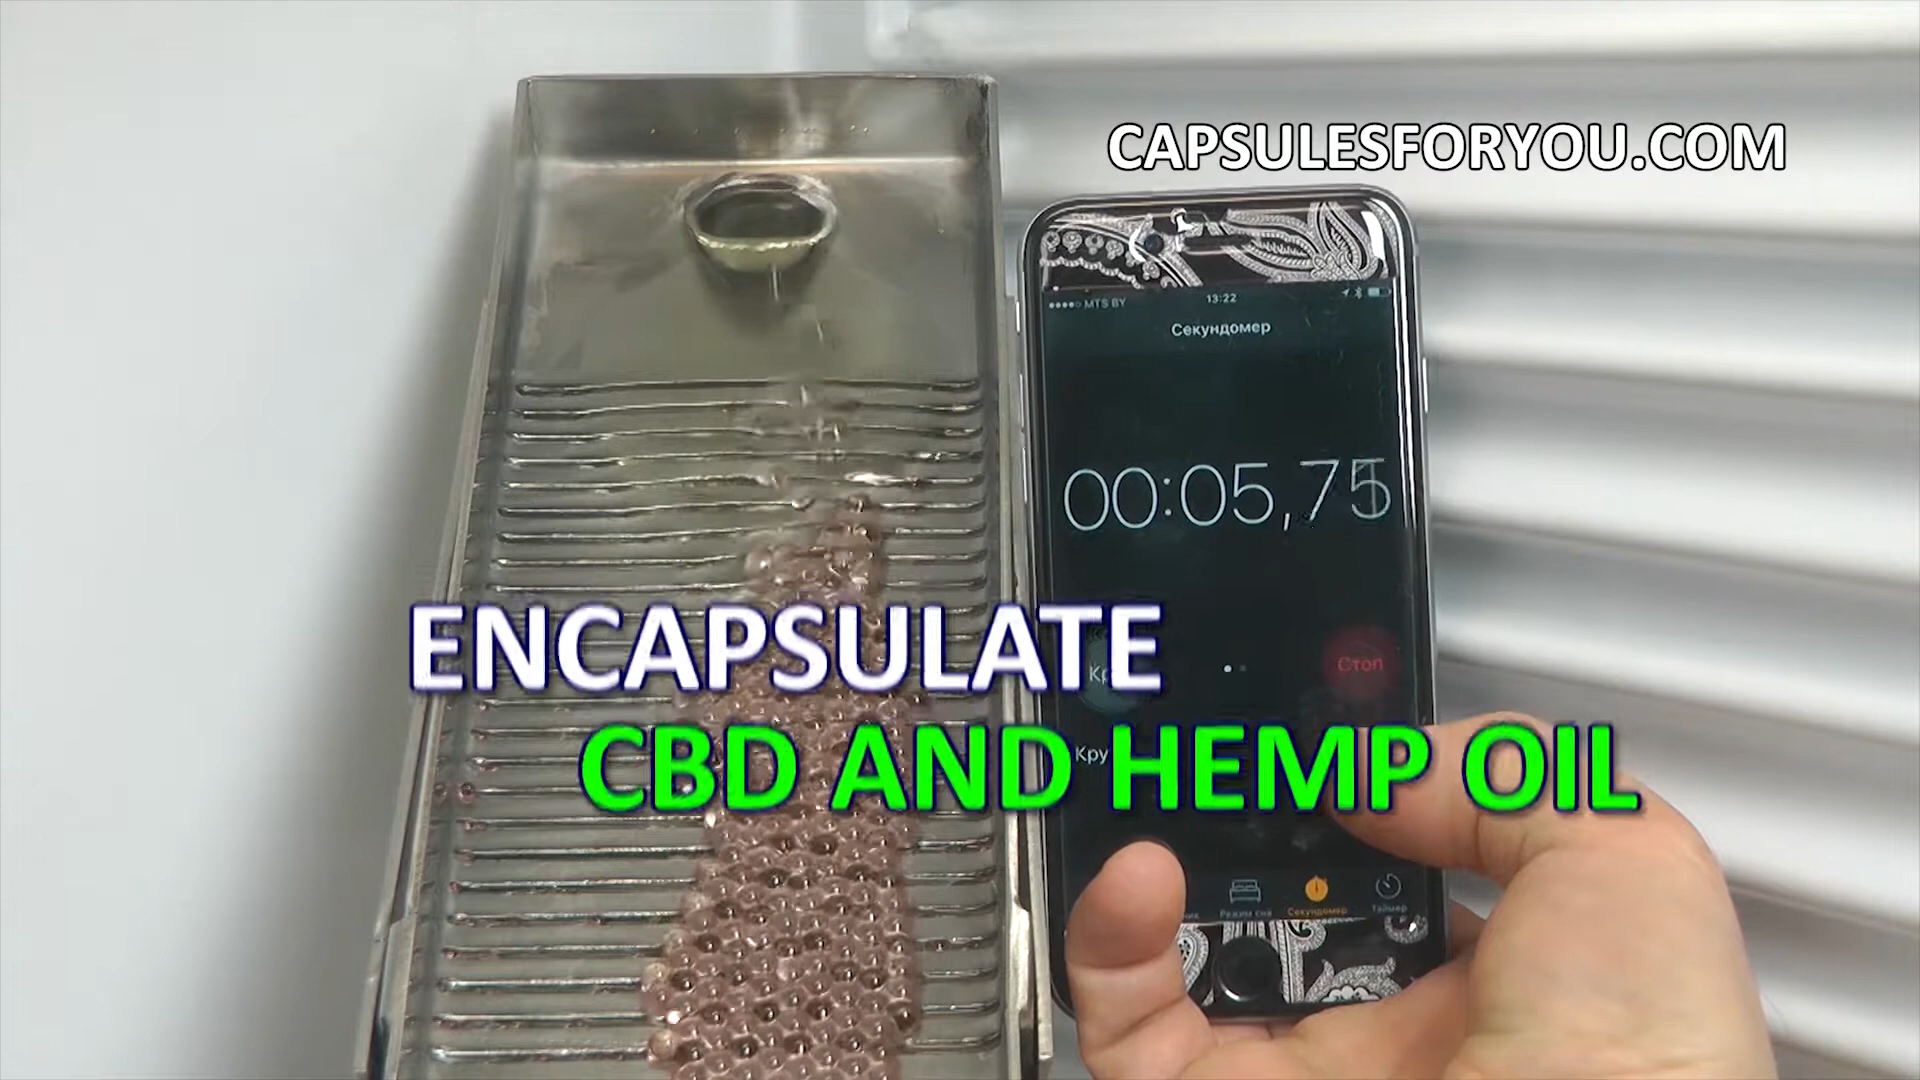 CAPSULESFORYOU.COM
MTS BY
13:22
Секундомер
00:05,75
ENCAPSULATE
Стоп
CBD AND HEMP OIL
Режим сна
Секундомер
Таймер